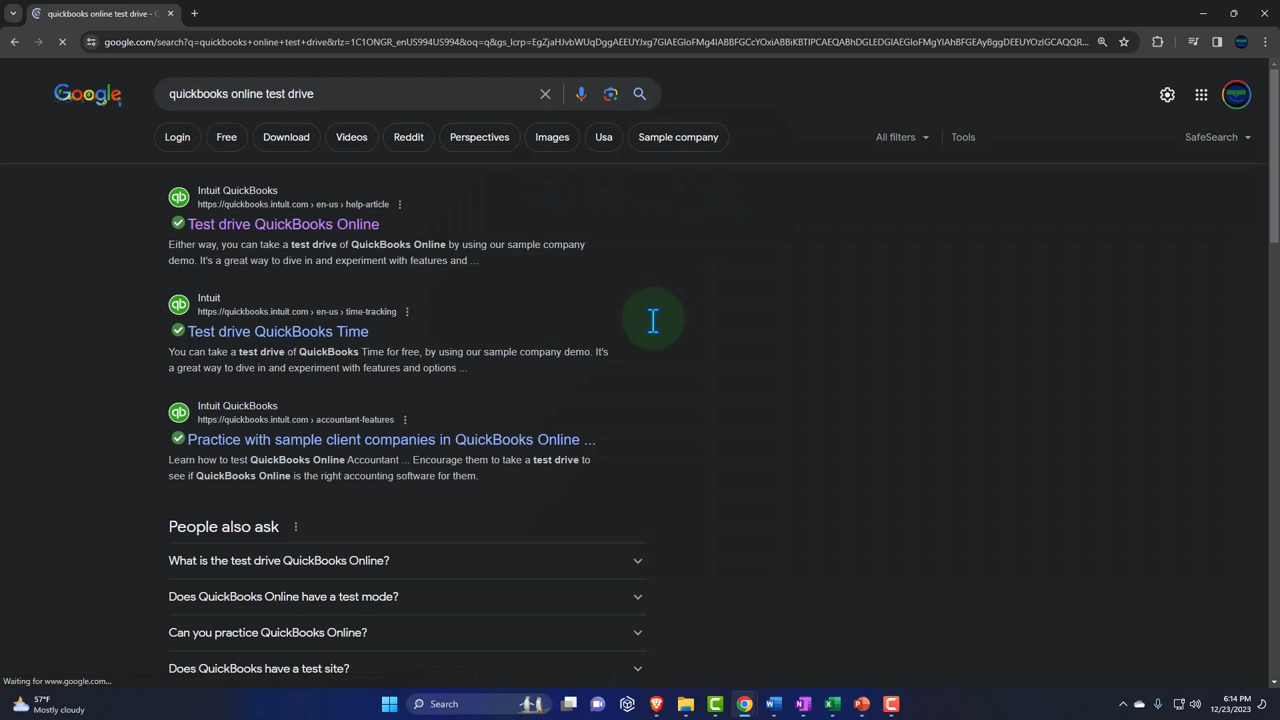 quickbooks online test drive - G
google.com/search?q=quickbooks+online+test+drive&rlz=1C1ONGR_enUS994US994&oq=q&gs_lcrp=EgZjaHJvbWUqDggAEEUYJxg7GIAEGIoFMg4IABBFGCcYOxiABBiKBTIPCAEQABhDGLEDGIAEGIoFMgYIAhBFGEAyBggDEEUYOzIGCAQQR...
Google
quickbooks online test drive
Login
Free
Download
Videos
Reddit
Perspectives
Images
Usa
Sample company
All filters
Tools
SafeSearch
qb
Intuit QuickBooks
https://quickbooks.intuit.com › en-us › help-article
Test drive QuickBooks Online
Either way, you can take a test drive of QuickBooks Online by using our sample company
demo. It's a great way to dive in and experiment with features and ...
qb
Intuit
https://quickbooks.intuit.com › en-us › time-tracking
Test drive QuickBooks Time
You can take a test drive of QuickBooks Time for free, by using our sample company demo. It's
a great way to dive in and experiment with features and options ...
qb
Intuit QuickBooks
https://quickbooks.intuit.com › accountant-features
Practice with sample client companies in QuickBooks Online ...
Learn how to test QuickBooks Online Accountant ... Encourage them to take a test drive to
see if QuickBooks Online is the right accounting software for them.
People also ask
What is the test drive QuickBooks Online?
Does QuickBooks Online have a test mode?
Can you practice QuickBooks Online?
Does QuickBooks have a test site?
Waiting for www.google.com...
57°F
Mostly cloudy
Search
6:14 PM
12/23/2023